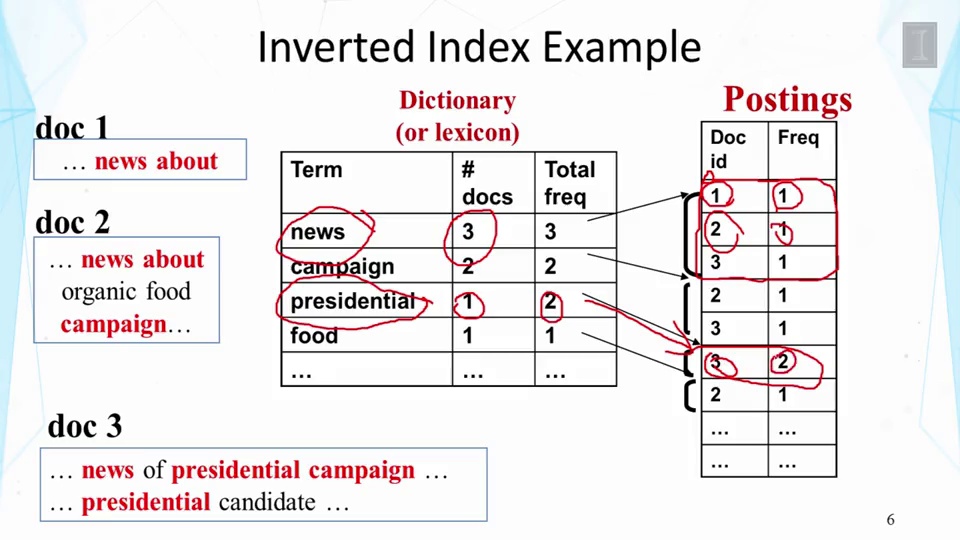 Inverted Index Example
doc 1
… news about
doc 2
… news about
organic food
campaign…
doc 3
… news of presidential campaign …
… presidential candidate …
Dictionary
(or lexicon)
Term # docs Total freq
news 3 3
campaign 2 2
presidential 1 2
food 1 1
… … …
Postings
Doc id Freq
1 1
2 1
3 1
2 1
3 1
3 2
2 1
… …
… …
6